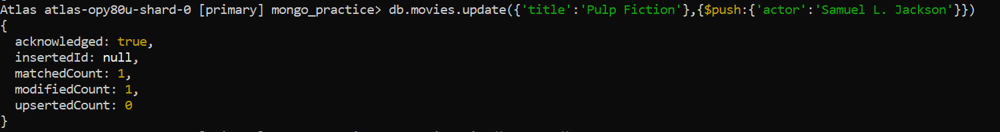 Atlas atlas-opy80u-shard-0 [primary] mongo_practice> db.movies.update({'title':'Pulp Fiction'},{$push:{'actor':'Samuel L. Jackson'}})
{
  acknowledged: true,
  insertedId: null,
  matchedCount: 1,
  modifiedCount: 1,
  upsertedCount: 0
}